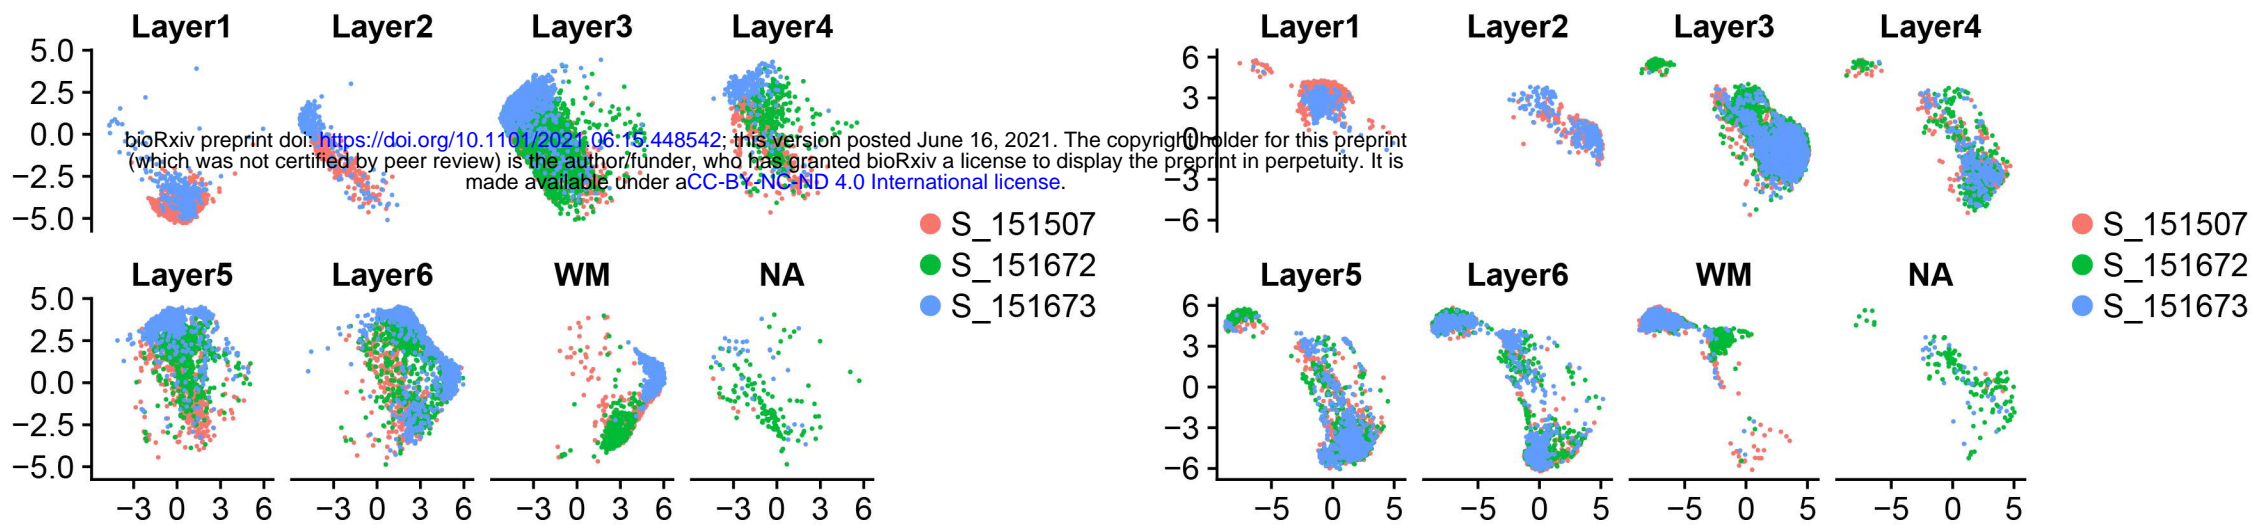 Layer1 Layer2 Layer3 Layer4 Layer1 Layer2 Layer3 Layer4
5.0
2.5
0.0
−2.5
−5.0
6
3
0
−3
−6
bioRxiv preprint doi: https://doi.org/10.1101/2021.06.15.448542; this version posted June 16, 2021. The copyright holder for this preprint
(which was not certified by peer review) is the author/funder, who has granted bioRxiv a license to display the preprint in perpetuity. It is
made available under aCC-BY-NC-ND 4.0 International license.
S_151507
S_151672
S_151673
S_151507
S_151672
S_151673
Layer5 Layer6 WM NA Layer5 Layer6 WM NA
5.0
2.5
0.0
−2.5
−5.0
6
3
0
−3
−6
−3 0 3 6 −3 0 3 6 −3 0 3 6 −3 0 3 6
−5 0 5 −5 0 5 −5 0 5 −5 0 5